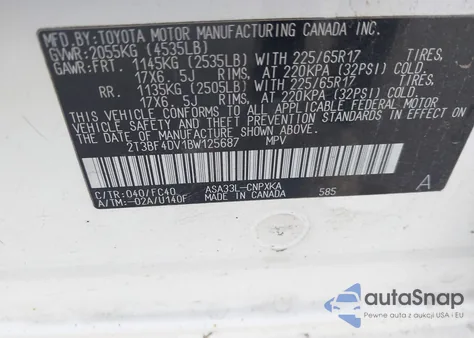 MFD. BY: TOYOTA MOTOR MANUFACTURING CANADA INC.
GVWR: 2055KG (4535LB)
GAWR: FRT. 1145KG (2535LB) WITH 225/65R17 TIRES,
17X6 .5J RIMS, AT 220KPA (32PSI) COLD.
RR. 1135KG (2505LB) WITH 225/65R17 TIRES,
17X6 .5J RIMS, AT 220KPA (32PSI) COLD.
THIS VEHICLE CONFORMS TO ALL APPLICABLE FEDERAL MOTOR
VEHICLE SAFETY AND THEFT PREVENTION STANDARDS IN EFFECT
ON THE DATE OF MANUFACTURE SHOWN ABOVE.
2T3BF4DV1BW125687 MPV
C/TR: 040/FC40 ASA33L-CNPXKA
A/TM: -02A/U140F MADE IN CANADA 585
A
autoSnap
Twoje auta z aukcji USA i EU